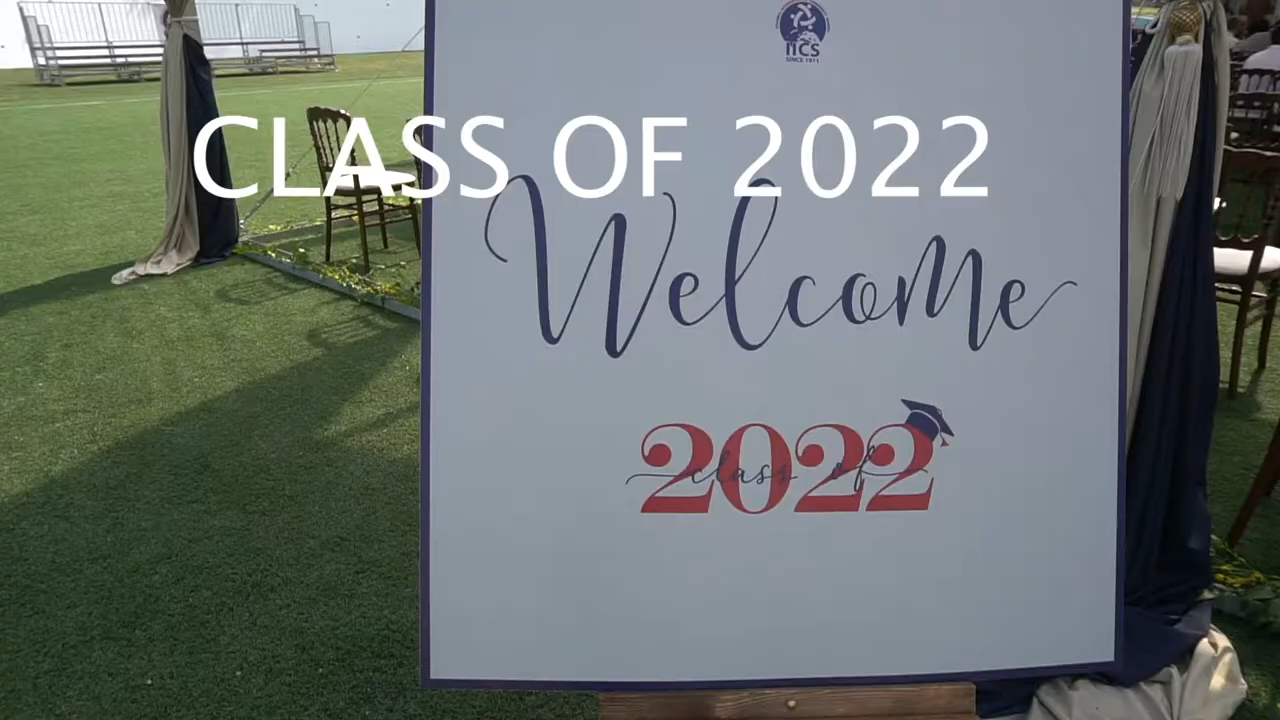 IICS
SINCE 1971
CLASS OF 2022
Welcome
class of
2022